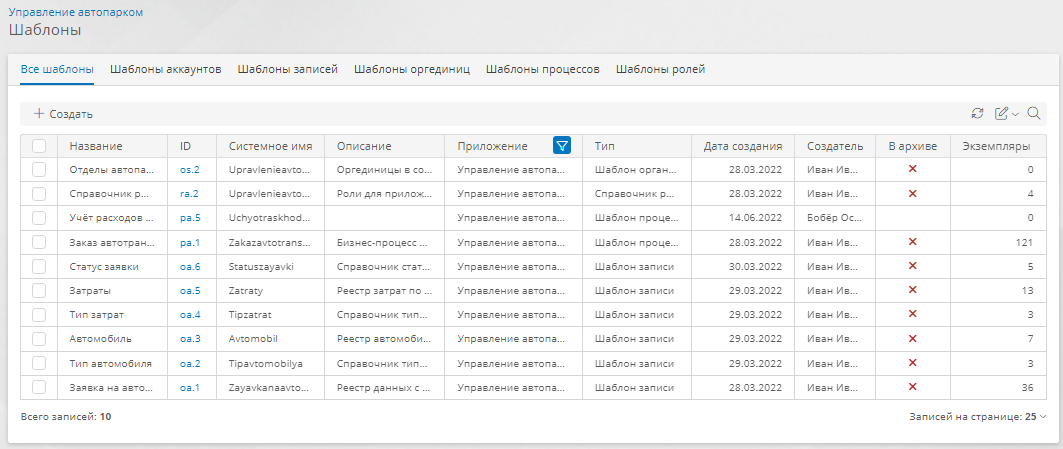 Управление автопарком
Шаблоны
Все шаблоны Шаблоны аккаунтов Шаблоны записей Шаблоны оргединиц Шаблоны процессов Шаблоны ролей
Создать
Название ID Системное имя Описание Приложение Тип Дата создания Создатель В архиве Экземпляры
Отделы автопа... os.2 Upravlenieavto... Оргединицы в со... Управление автопа... Шаблон орган... 28.03.2022 Иван Ив... 0
Справочник р... ra.2 Upravlenieavto... Роли для прилож... Управление автопа... Справочник р... 28.03.2022 Иван Ив... 4
Учёт расходов ... pa.5 Uchyotraskhod... Управление автопа... Шаблон проце... 14.06.2022 Бобёр Ос... 0
Заказ автотран... pa.1 Zakazavtotrans... Бизнес-процесс ... Управление автопа... Шаблон проце... 28.03.2022 Иван Ив... 121
Статус заявки oa.6 Statuszayavki Справочник стат... Управление автопа... Шаблон записи 30.03.2022 Иван Ив... 5
Затраты oa.5 Zatraty Реестр затрат по ... Управление автопа... Шаблон записи 29.03.2022 Иван Ив... 13
Тип затрат oa.4 Tipzatrat Справочник тип... Управление автопа... Шаблон записи 29.03.2022 Иван Ив... 3
Автомобиль oa.3 Avtomobil Реестр автомоби... Управление автопа... Шаблон записи 29.03.2022 Иван Ив... 7
Тип автомобиля oa.2 Tipavtomobilya Справочник тип... Управление автопа... Шаблон записи 29.03.2022 Иван Ив... 3
Заявка на авто... oa.1 Zayavkanaavto... Реестр данных с ... Управление автопа... Шаблон записи 28.03.2022 Иван Ив... 36
Всего записей: 10 Записей на странице: 25